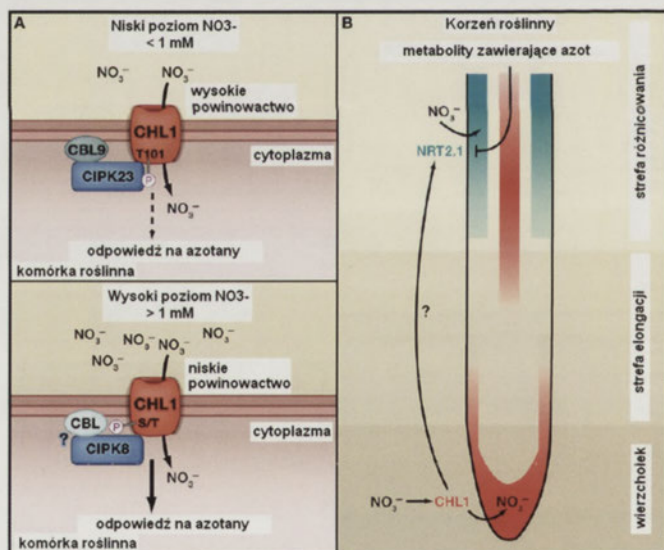 A
Niski poziom NO3-
< 1 mM
NO₃⁻ NO₃⁻
wysokie
powinowactwo
CHL1
T101
P
CBL9
CIPK23
cytoplazma
NO₃⁻
odpowiedź na azotany
komórka roślinna
Wysoki poziom NO3-
> 1 mM
NO₃⁻ NO₃⁻ NO₃⁻
NO₃⁻ NO₃⁻
niskie
powinowactwo
CHL1
S/T
P
CBL
?
CIPK8
cytoplazma
NO₃⁻
odpowiedź na azotany
komórka roślinna
B
Korzeń roślinny
metabolity zawierające azot
NO₃⁻
NRT2.1
?
NO₃⁻ CHL1 NO₃⁻
strefa różnicowania
strefa elongacji
wierzchołek